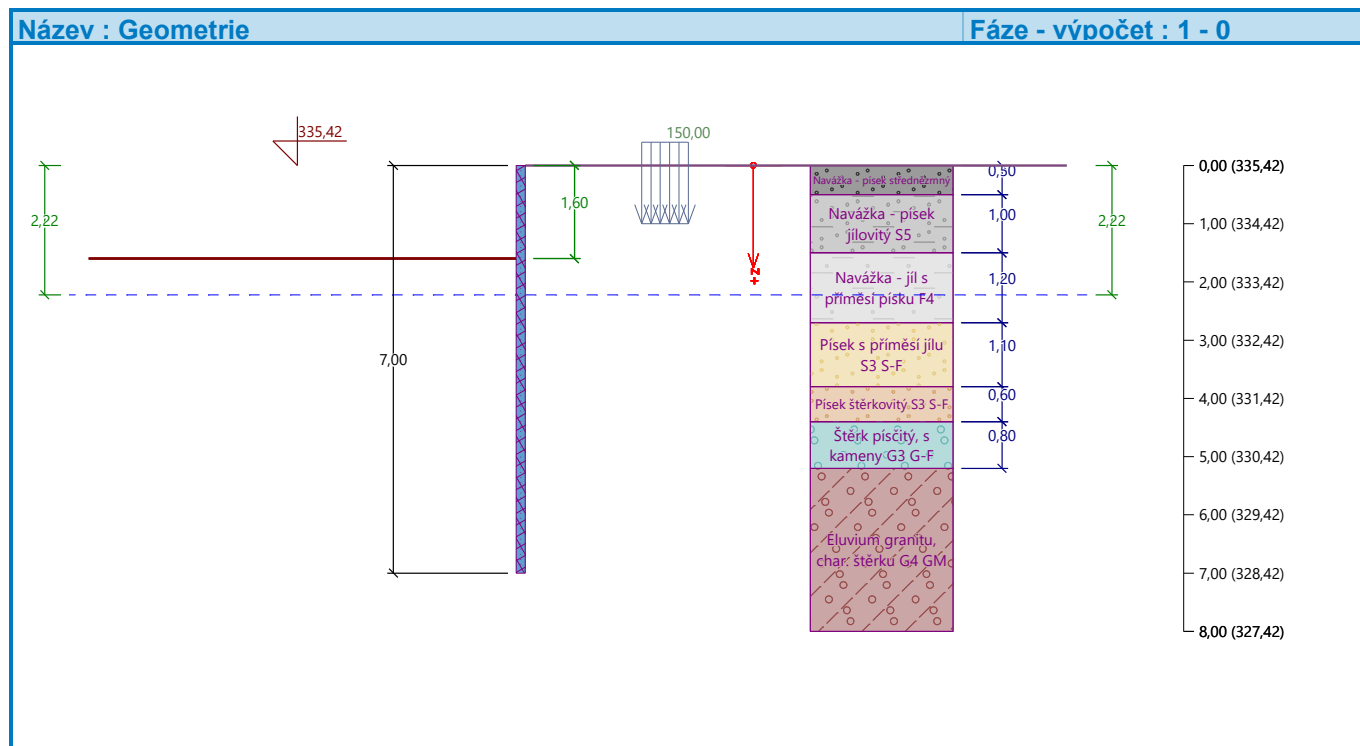 Název : Geometrie
Fáze - výpočet : 1 - 0
335,42
150,00
2,22
1,60
7,00
+z
Navážka - písek střednězrnný
Navážka - písek
jílovitý S5
Navážka - jíl s
příměsí písku F4
Písek s příměsí jílu
S3 S-F
Písek štěrkovitý S3 S-F
Štěrk písčitý, s
kameny G3 G-F
Eluvium granitu,
char. štěrku G4 GM
0,50
1,00
1,20
1,10
0,60
0,80
2,22
0,00 (335,42)
1,00 (334,42)
2,00 (333,42)
3,00 (332,42)
4,00 (331,42)
5,00 (330,42)
6,00 (329,42)
7,00 (328,42)
8,00 (327,42)